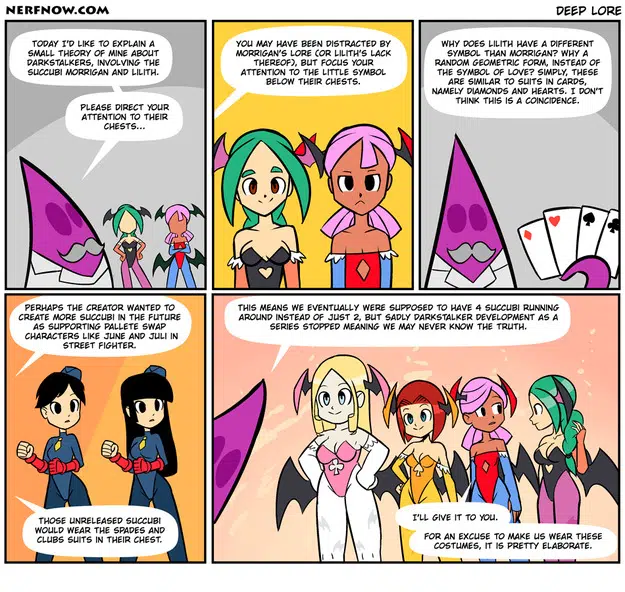 NERFNOW.COM
DEEP LORE
TODAY I'D LIKE TO EXPLAIN A
SMALL THEORY OF MINE ABOUT
DARKSTALKERS, INVOLVING THE
SUCCUBI MORRIGAN AND LILITH.
PLEASE DIRECT YOUR
ATTENTION TO THEIR
CHESTS...
YOU MAY HAVE BEEN DISTRACTED BY
MORRIGAN'S LORE (OR LILITH'S LACK
THEREOF), BUT FOCUS YOUR
ATTENTION TO THE LITTLE SYMBOL
BELOW THEIR CHESTS.
WHY DOES LILITH HAVE A DIFFERENT
SYMBOL THAN MORRIGAN? WHY A
RANDOM GEOMETRIC FORM, INSTEAD OF
THE SYMBOL OF LOVE? SIMPLY, THESE
ARE SIMILAR TO SUITS IN CARDS,
NAMELY DIAMONDS AND HEARTS. I DON'T
THINK THIS IS A COINCIDENCE.
PERHAPS THE CREATOR WANTED TO
CREATE MORE SUCCUBI IN THE FUTURE
AS SUPPORTING PALLETE SWAP
CHARACTERS LIKE JUNE AND JULI IN
STREET FIGHTER.
THOSE UNRELEASED SUCCUBI
WOULD WEAR THE SPADES AND
CLUBS SUITS IN THEIR CHEST.
THIS MEANS WE EVENTUALLY WERE SUPPOSED TO HAVE 4 SUCCUBI RUNNING
AROUND INSTEAD OF JUST 2, BUT SADLY DARKSTALKER DEVELOPMENT AS A
SERIES STOPPED MEANING WE MAY NEVER KNOW THE TRUTH.
I'LL GIVE IT TO YOU.
FOR AN EXCUSE TO MAKE US WEAR THESE
COSTUMES, IT IS PRETTY ELABORATE.